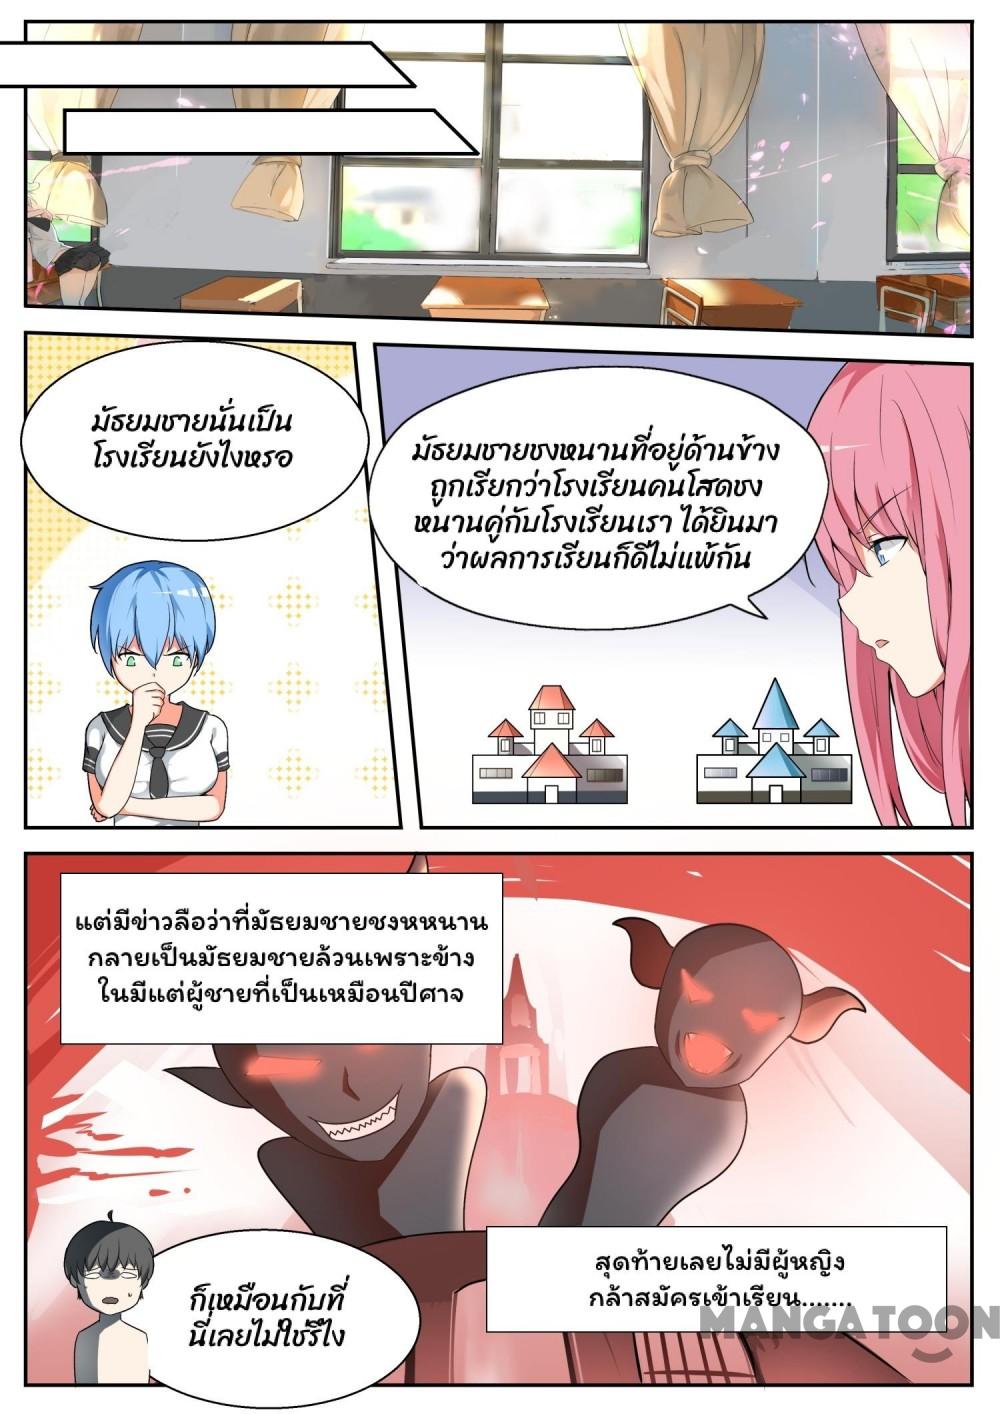 มัธยมชายนั่นเป็น
โรงเรียนยังไงหรอ
มัธยมชายชงหนานที่อยู่ด้านข้าง
ถูกเรียกว่าโรงเรียนคนโสดชง
หนานคู่กับโรงเรียนเรา ได้ยินมา
ว่าผลการเรียนก็ดีไม่แพ้กัน
แต่มีข่าวลือว่าที่มัธยมชายชงหหนาน
กลายเป็นมัธยมชายล้วนเพราะข้าง
ในมีแต่ผู้ชายที่เป็นเหมือนปีศาจ
สุดท้ายเลยไม่มีผู้หญิง
กล้าสมัครเข้าเรียน.......
ก็เหมือนกับที่
นี่เลยไม่ใช่รึไง
MANGATOON